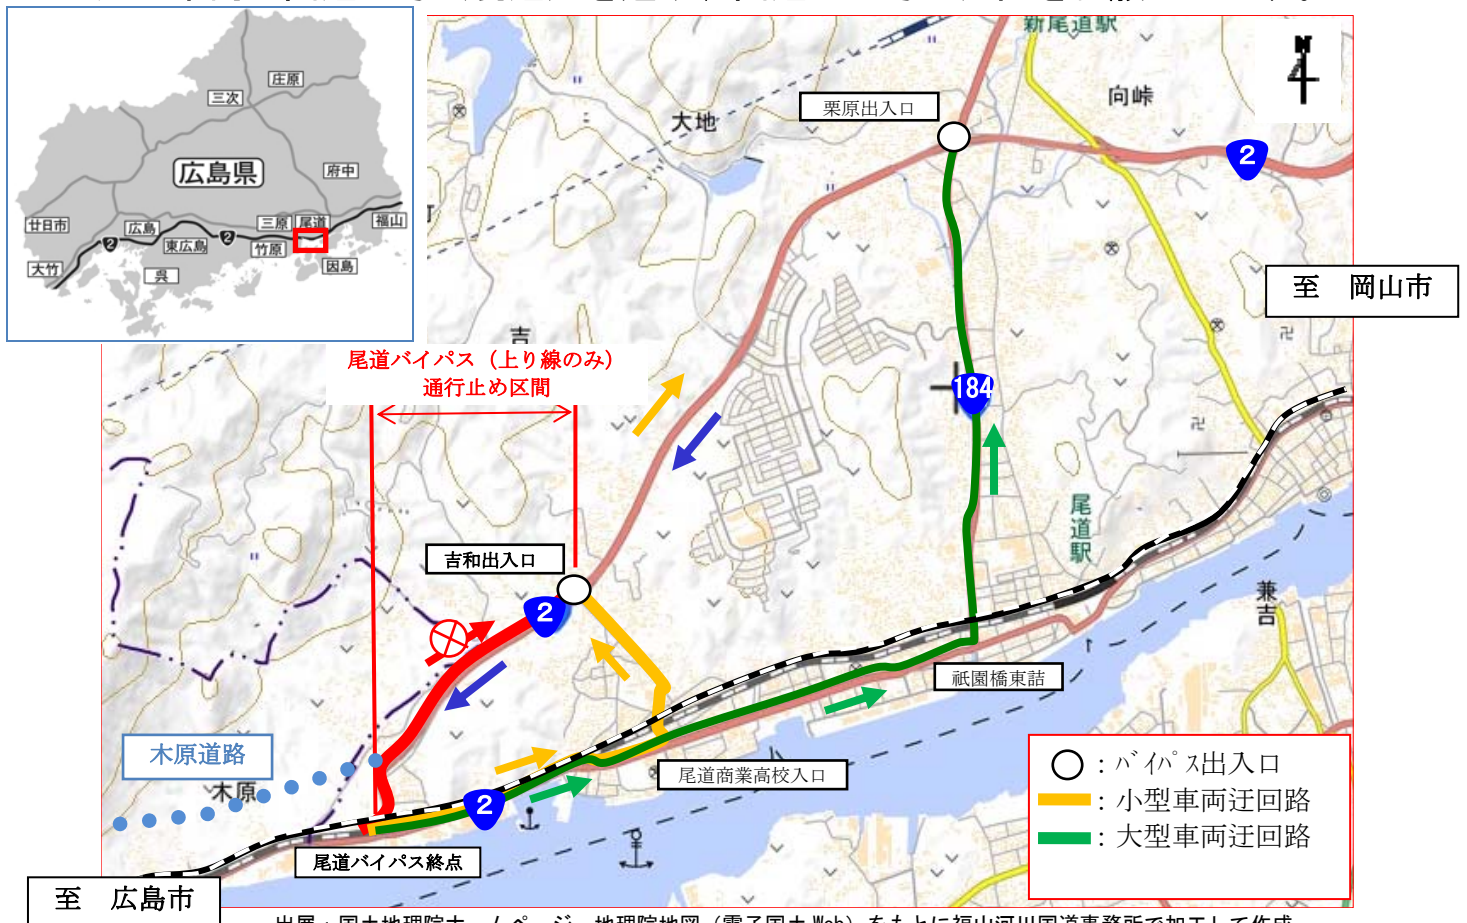 庄原
三次
広島県
府中
廿日市
広島
三原
尾道
福山
2
2
東広島
竹原
大竹
呉
因島
新尾道駅
向峠
大地
栗原出入口
2
至 岡山市
吉
尾道バイパス（上り線のみ）
通行止め区間
184
尾道駅
吉和出入口
2
兼吉
祇園橋東詰
木原道路
木原
尾道商業高校入口
2
尾道バイパス終点
至 広島市
：ﾊﾞｲﾊﾟｽ出入口
：小型車両迂回路
：大型車両迂回路